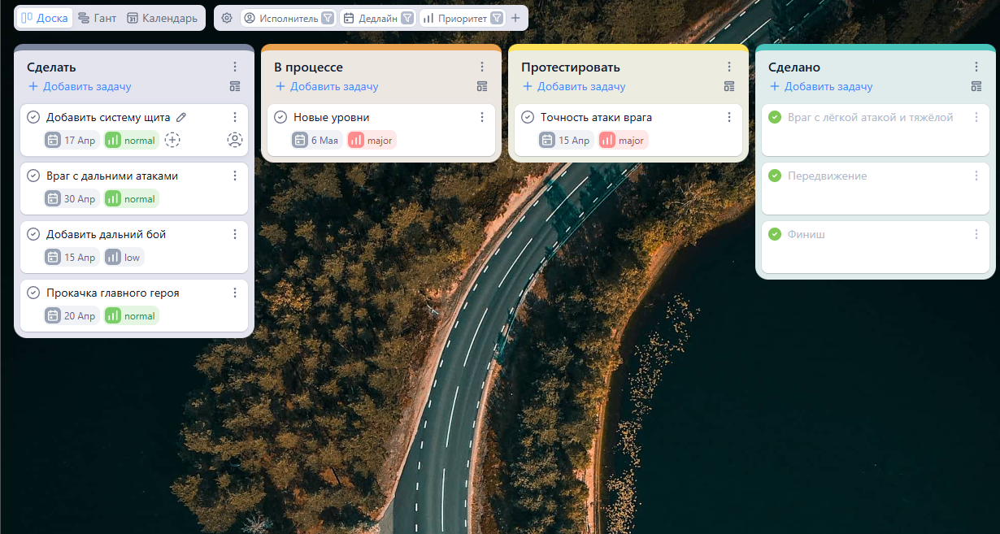 Доска Гант Календарь Исполнитель Дедлайн Приоритет
Сделать
Добавить задачу
Добавить систему щита
17 Апр normal
Враг с дальними атаками
30 Апр normal
Добавить дальний бой
15 Апр low
Прокачка главного героя
20 Апр normal
В процессе
Добавить задачу
Новые уровни
6 Мая major
Протестировать
Добавить задачу
Точность атаки врага
15 Апр major
Сделано
Добавить задачу
Враг с лёгкой атакой и тяжёлой
Передвижение
Финиш